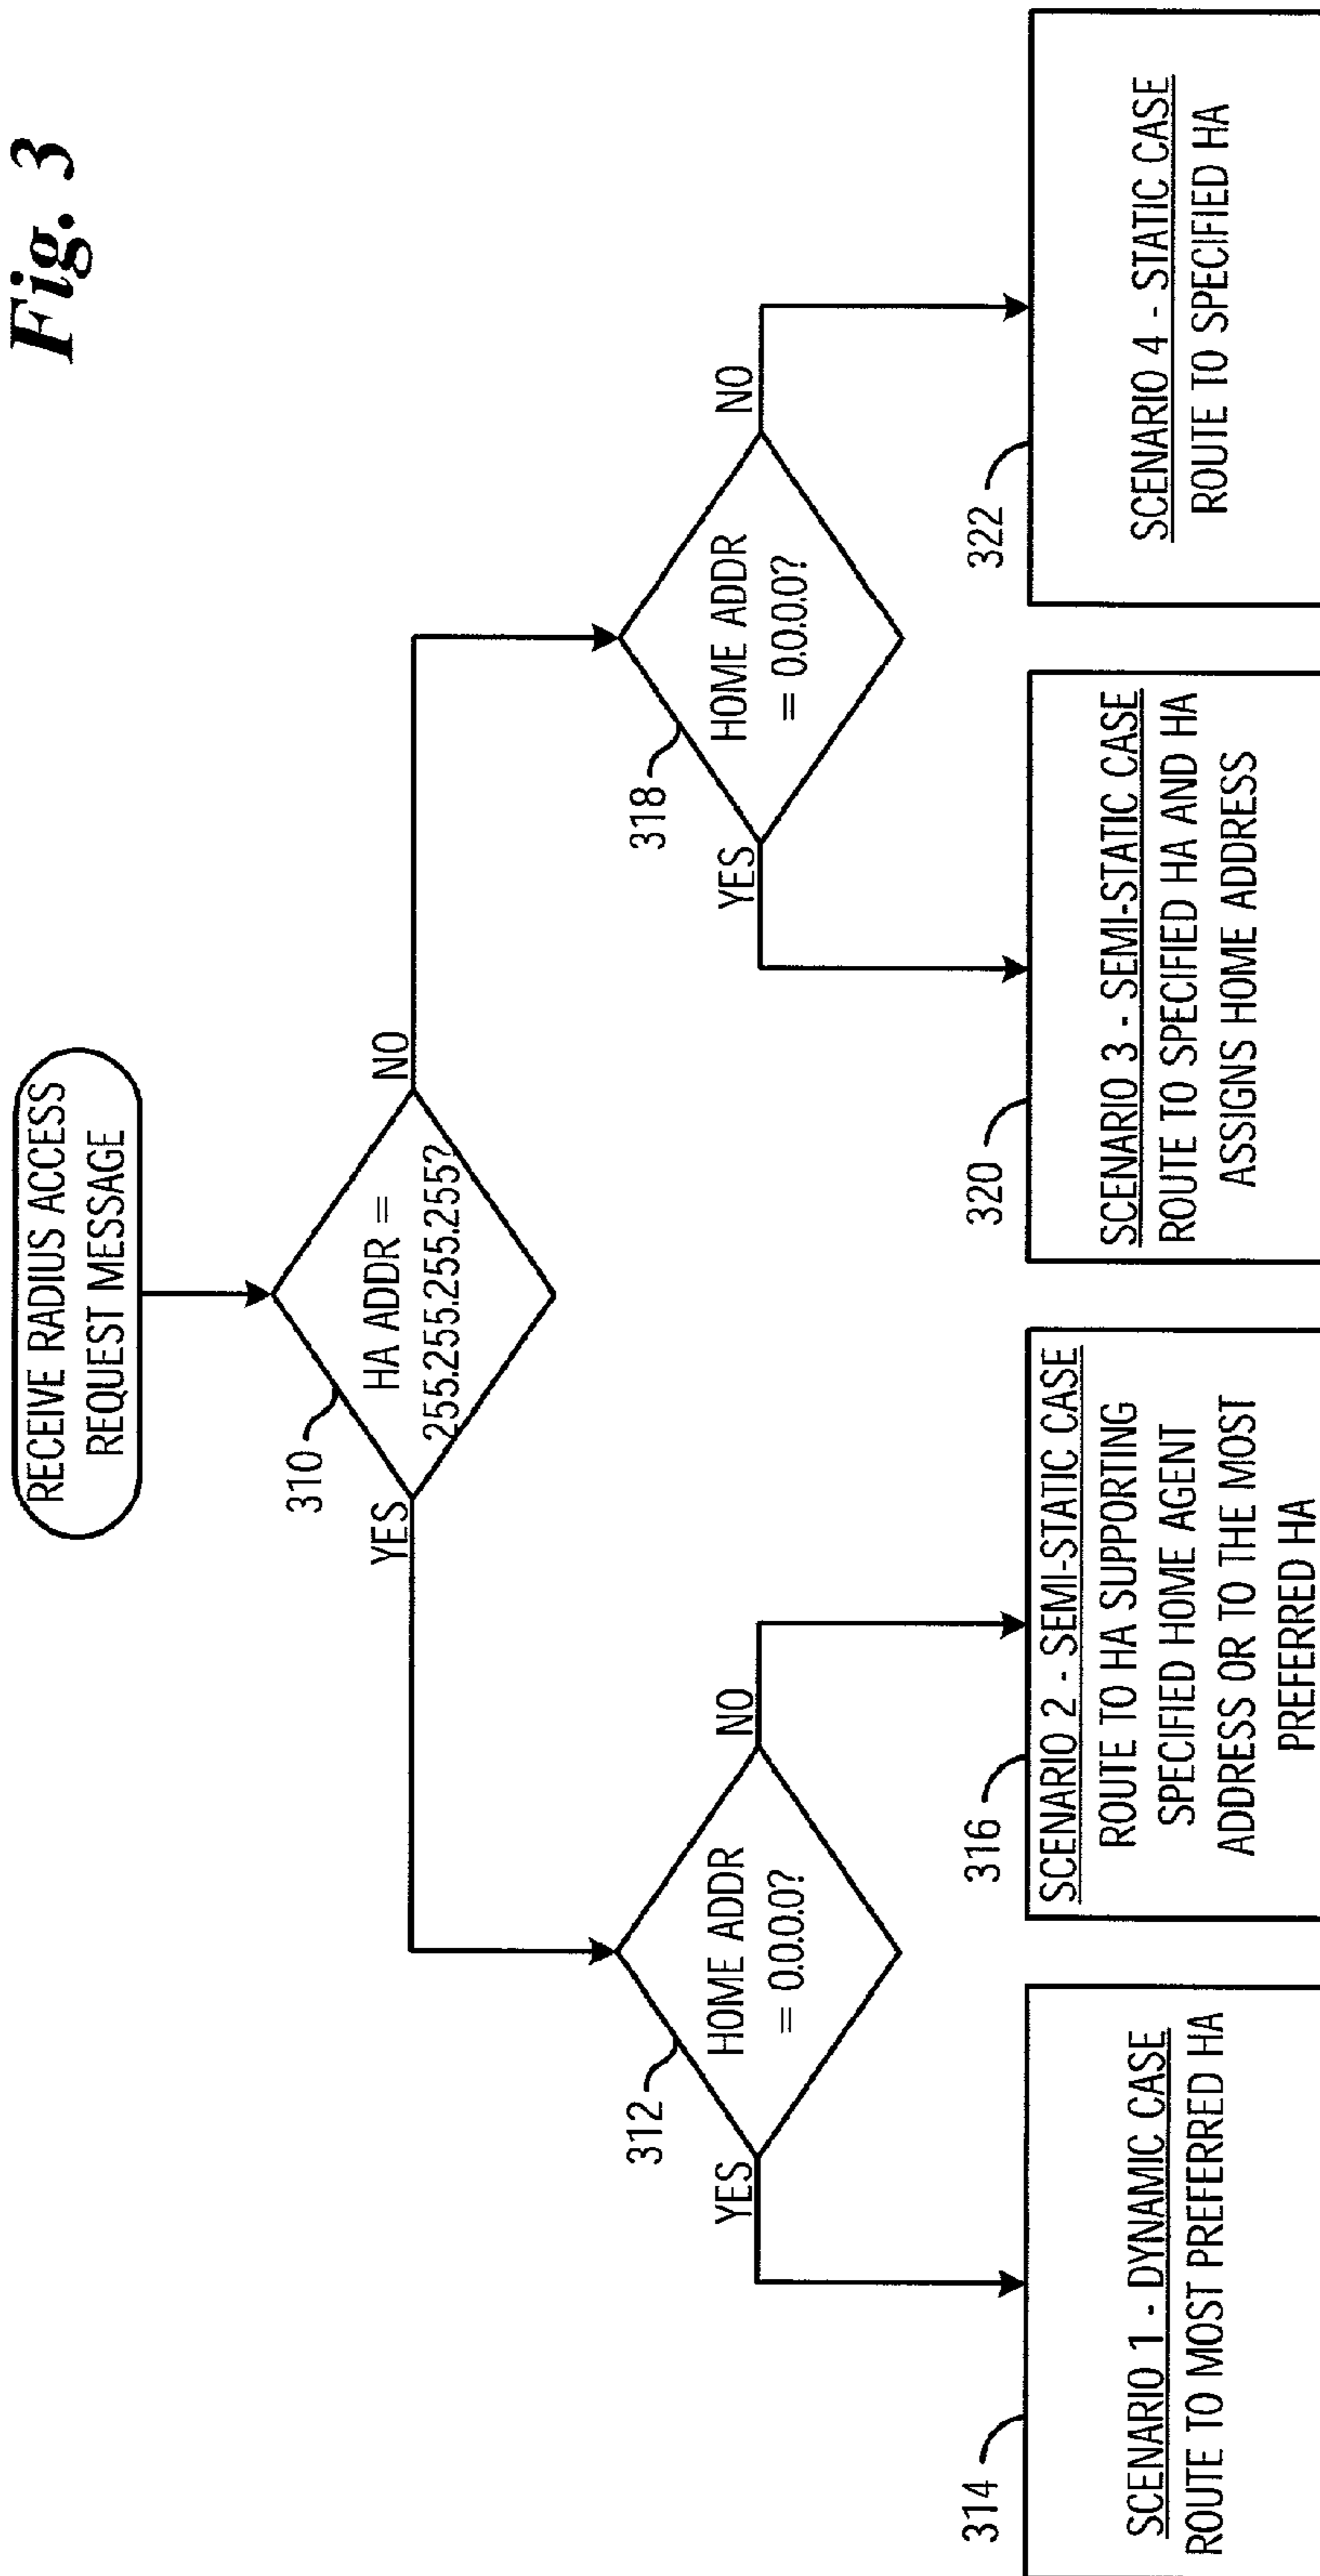 Fig. 3
RECEIVE RADIUS ACCESS
REQUEST MESSAGE
310
HA ADDR =
255.255.255.255?
YES
NO
312
HOME ADDR
= 0.0.0.0?
YES
NO
318
HOME ADDR
= 0.0.0.0?
YES
NO
314
SCENARIO 1 - DYNAMIC CASE
ROUTE TO MOST PREFERRED HA
316
SCENARIO 2 - SEMI-STATIC CASE
ROUTE TO HA SUPPORTING
SPECIFIED HOME AGENT
ADDRESS OR TO THE MOST
PREFERRED HA
320
SCENARIO 3 - SEMI-STATIC CASE
ROUTE TO SPECIFIED HA AND HA
ASSIGNS HOME ADDRESS
322
SCENARIO 4 - STATIC CASE
ROUTE TO SPECIFIED HA